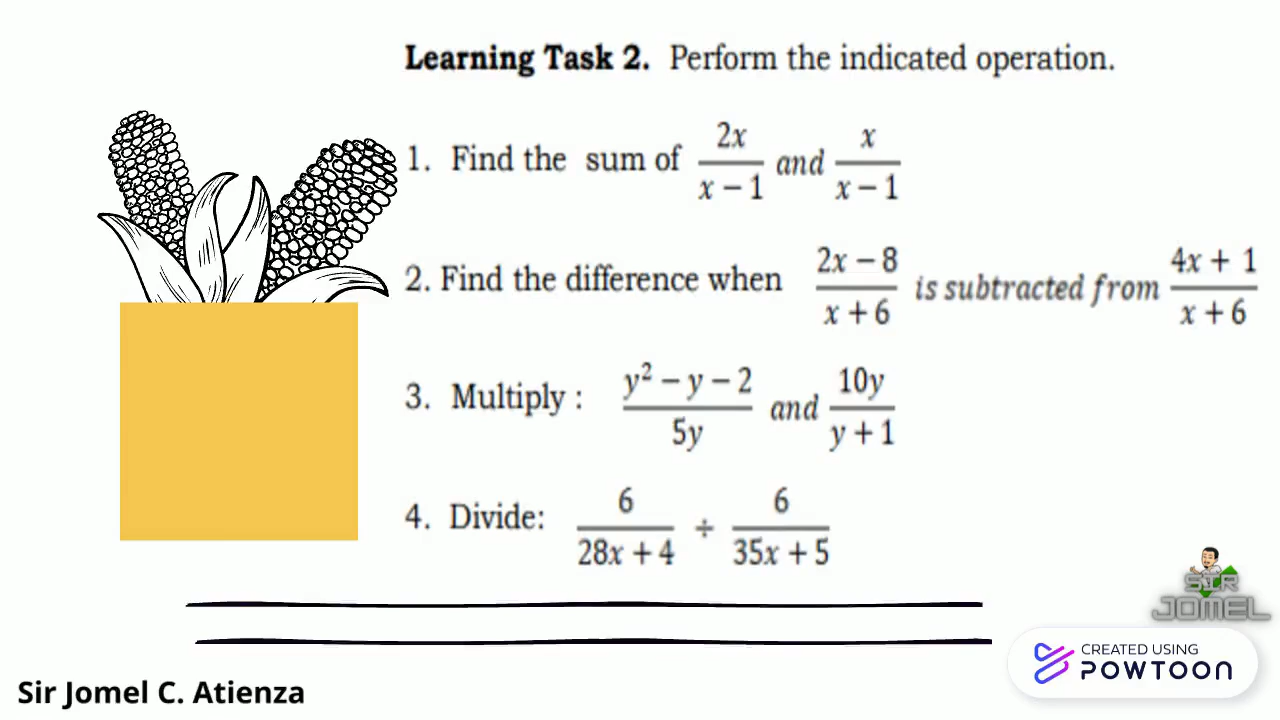 Learning Task 2. Perform the indicated operation.
1. Find the sum of 2x/(x − 1) and x/(x − 1)
2. Find the difference when (2x − 8)/(x + 6) is subtracted from (4x + 1)/(x + 6)
3. Multiply : (y² − y − 2)/5y and 10y/(y + 1)
4. Divide: 6/(28x + 4) ÷ 6/(35x + 5)
SIR
JOMEL
CREATED USING
POWTOON
Sir Jomel C. Atienza